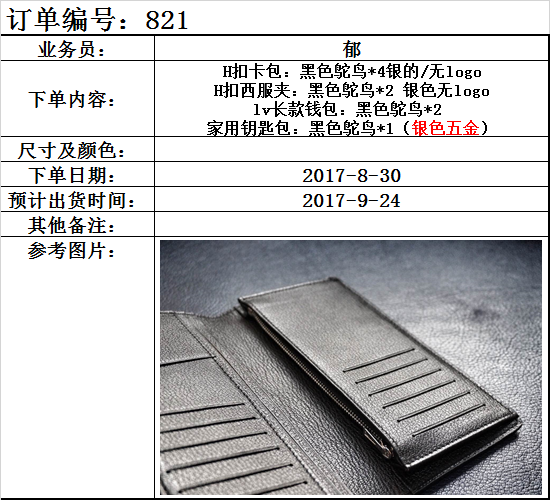 订单编号：821
业务员： 郁
下单内容： H扣卡包：黑色鸵鸟*4银的/无logo
H扣西服夹：黑色鸵鸟*2 银色无logo
lv长款钱包：黑色鸵鸟*2
家用钥匙包：黑色鸵鸟*1（银色五金）
尺寸及颜色：
下单日期： 2017-8-30
预计出货时间： 2017-9-24
其他备注：
参考图片：